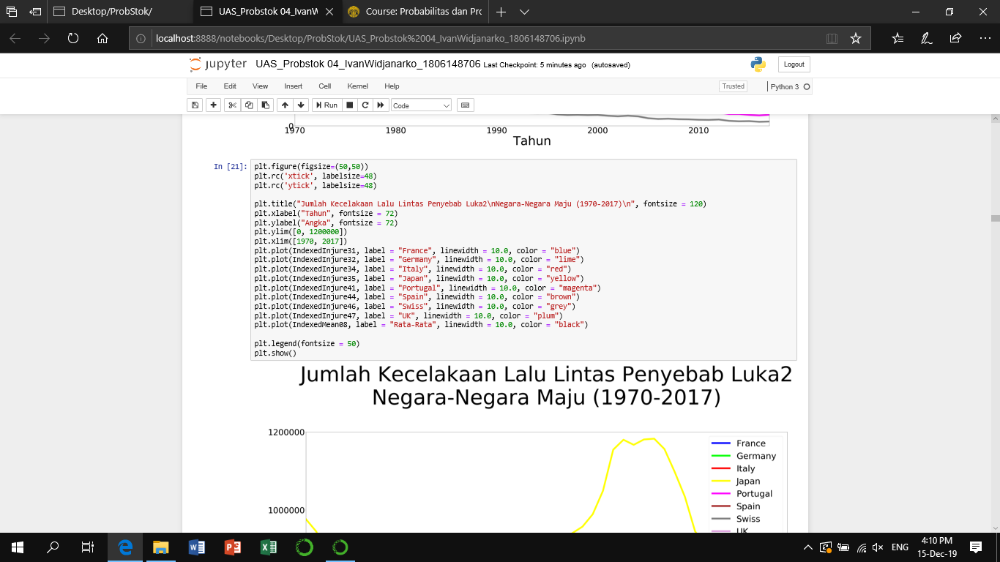 Desktop/ProbStok/
UAS_Probstok 04_IvanW
Course: Probabilitas dan Pro
localhost:8888/notebooks/Desktop/ProbStok/UAS_Probstok%2004_IvanWidjanarko_1806148706.ipynb
jupyter UAS_Probstok 04_IvanWidjanarko_1806148706 Last Checkpoint: 5 minutes ago (autosaved)
Logout
File Edit View Insert Cell Kernel Help
Trusted
Python 3
Run
Code
0
1970 1980 1990 2000 2010
Tahun
In [21]:
plt.figure(figsize=(50,50))
plt.rc('xtick', labelsize=48)
plt.rc('ytick', labelsize=48)
plt.title("Jumlah Kecelakaan Lalu Lintas Penyebab Luka2\nNegara-Negara Maju (1970-2017)\n", fontsize = 120)
plt.xlabel("Tahun", fontsize = 72)
plt.ylabel("Angka", fontsize = 72)
plt.ylim([0, 1200000])
plt.xlim([1970, 2017])
plt.plot(IndexedInjure31, label = "France", linewidth = 10.0, color = "blue")
plt.plot(IndexedInjure32, label = "Germany", linewidth = 10.0, color = "lime")
plt.plot(IndexedInjure34, label = "Italy", linewidth = 10.0, color = "red")
plt.plot(IndexedInjure35, label = "Japan", linewidth = 10.0, color = "yellow")
plt.plot(IndexedInjure41, label = "Portugal", linewidth = 10.0, color = "magenta")
plt.plot(IndexedInjure44, label = "Spain", linewidth = 10.0, color = "brown")
plt.plot(IndexedInjure46, label = "Swiss", linewidth = 10.0, color = "grey")
plt.plot(IndexedInjure47, label = "UK", linewidth = 10.0, color = "plum")
plt.plot(IndexedMean08, label = "Rata-Rata", linewidth = 10.0, color = "black")
plt.legend(fontsize = 50)
plt.show()
Jumlah Kecelakaan Lalu Lintas Penyebab Luka2
Negara-Negara Maju (1970-2017)
1200000
1000000
France
Germany
Italy
Japan
Portugal
Spain
Swiss
UK
ENG
4:10 PM
15-Dec-19